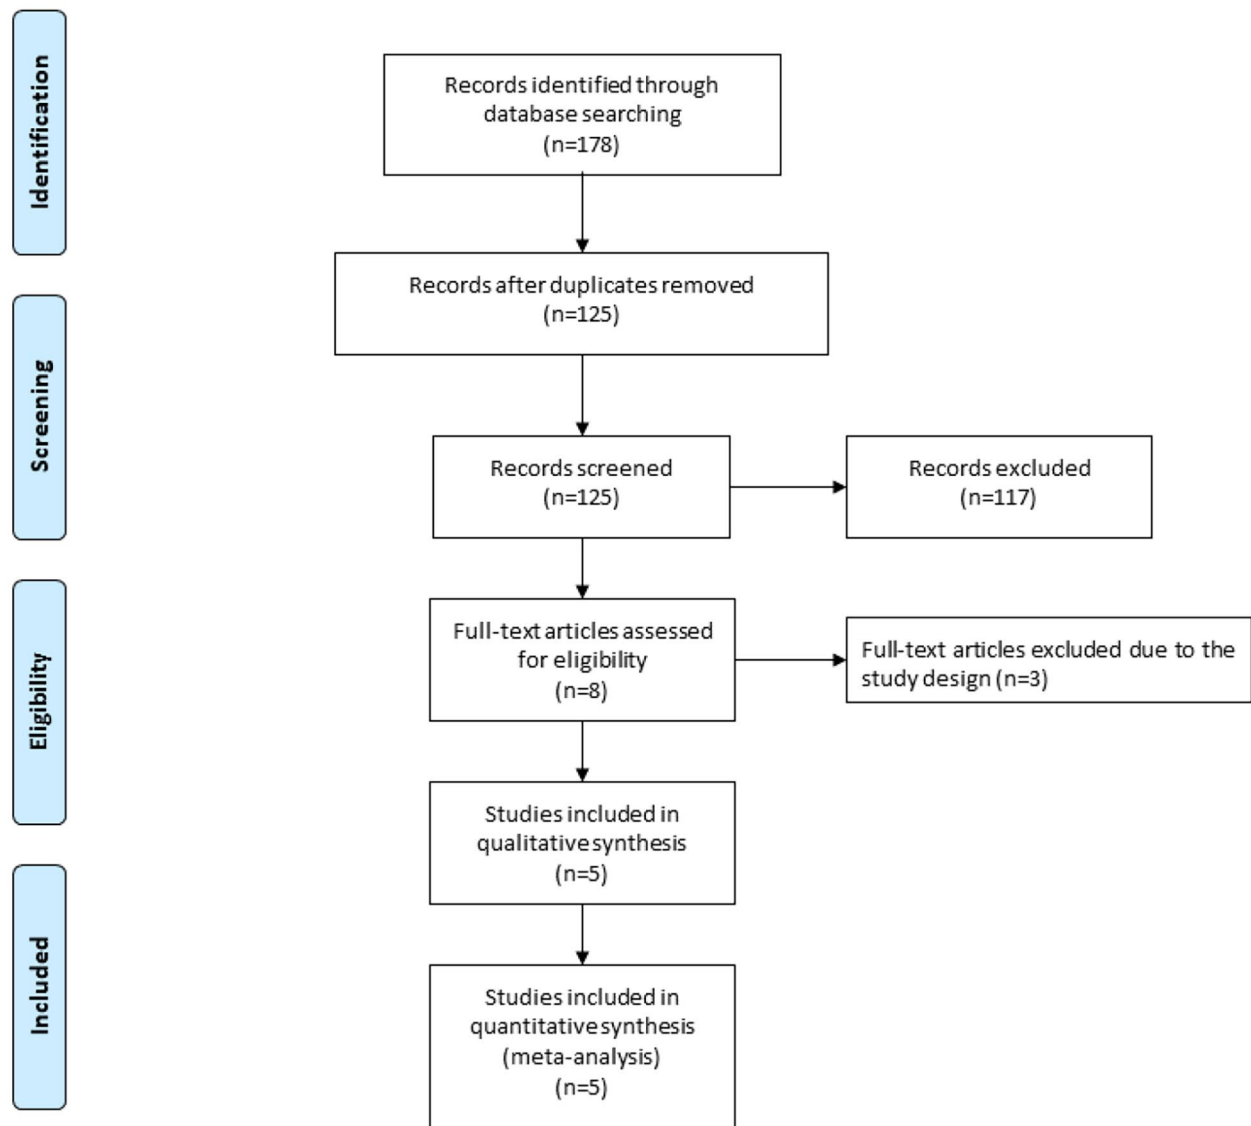 Identification
Records identified through
database searching
(n=178)
Records after duplicates removed
(n=125)
Screening
Records screened
(n=125)
Records excluded
(n=117)
Eligibility
Full-text articles assessed
for eligibility
(n=8)
Full-text articles excluded due to the
study design (n=3)
Studies included in
qualitative synthesis
(n=5)
Included
Studies included in
quantitative synthesis
(meta-analysis)
(n=5)